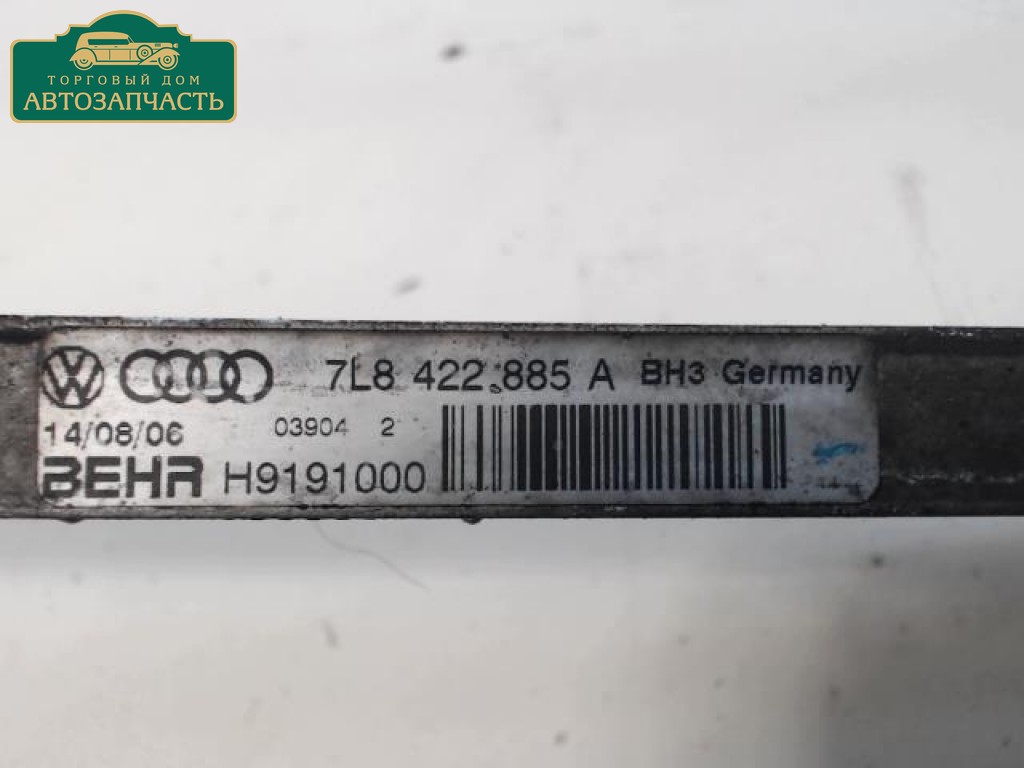 ТОРГОВЫЙ ДОМ
АВТОЗАПЧАСТЬ
7L8 422 885 A BH3 Germany
14/08/06 03904 2
BEHR H9191000